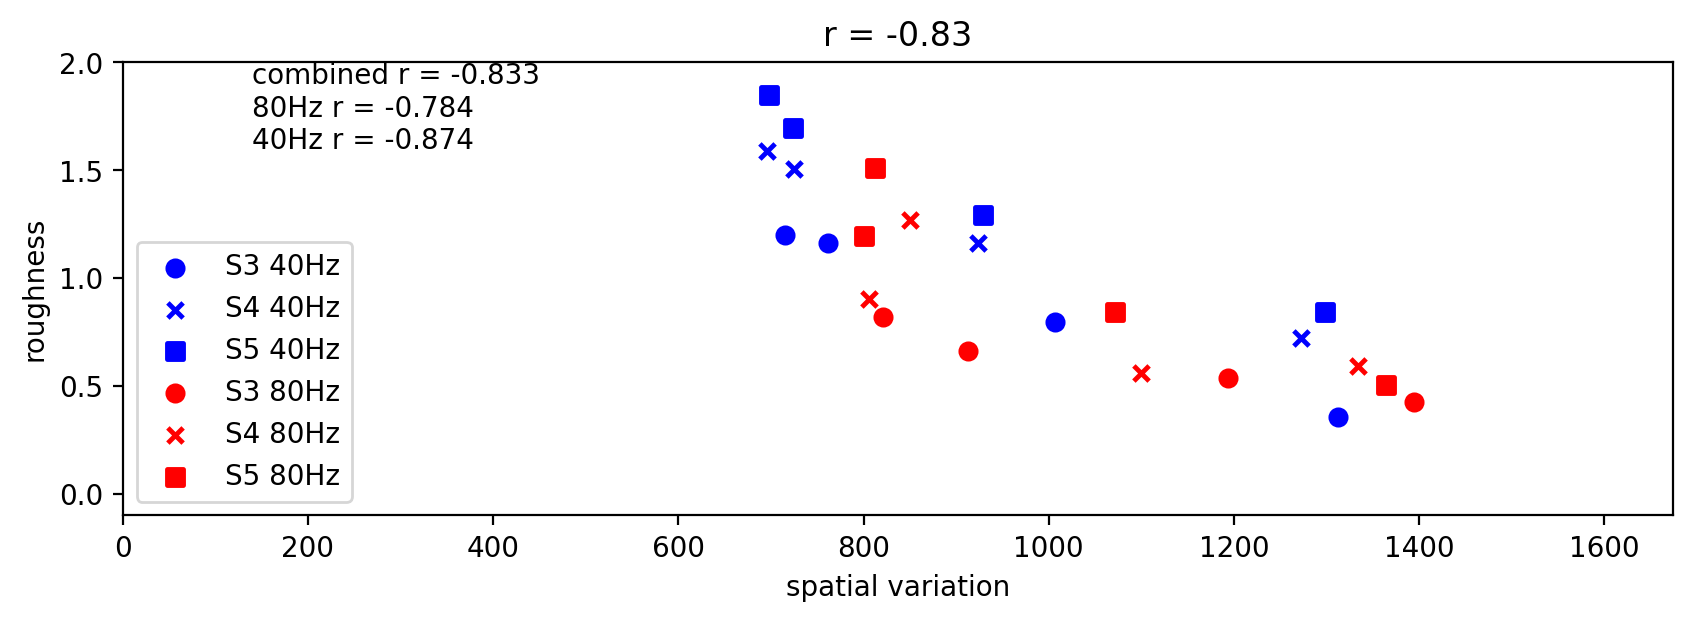 r = -0.83
combined r = -0.833
80Hz r = -0.784
40Hz r = -0.874
2.0
1.5
1.0
0.5
0.0
roughness
S3 40Hz
S4 40Hz
S5 40Hz
S3 80Hz
S4 80Hz
S5 80Hz
0 200 400 600 800 1000 1200 1400 1600
spatial variation